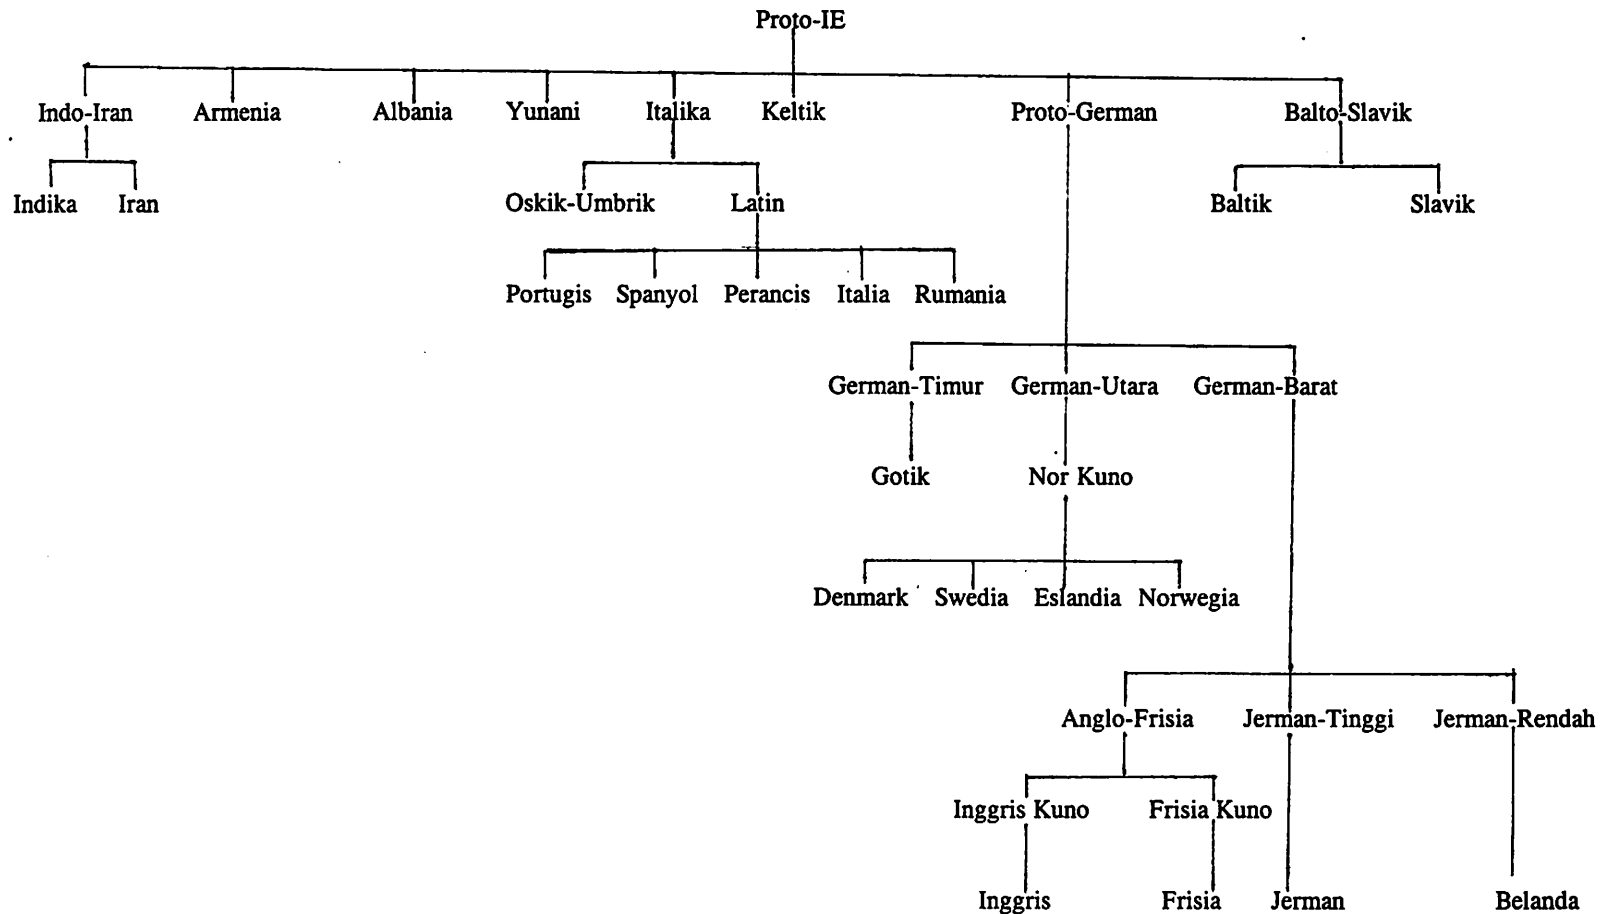 Proto-IE
Indo-Iran Armenia Albania Yunani Italika Keltik Proto-German Balto-Slavik
Indika Iran Oskik-Umbrik Latin Baltik Slavik
Portugis Spanyol Perancis Italia Rumania
German-Timur German-Utara German-Barat
Gotik Nor Kuno
Denmark Swedia Eslandia Norwegia
Anglo-Frisia Jerman-Tinggi Jerman-Rendah
Inggris Kuno Frisia Kuno
Inggris Frisia Jerman Belanda